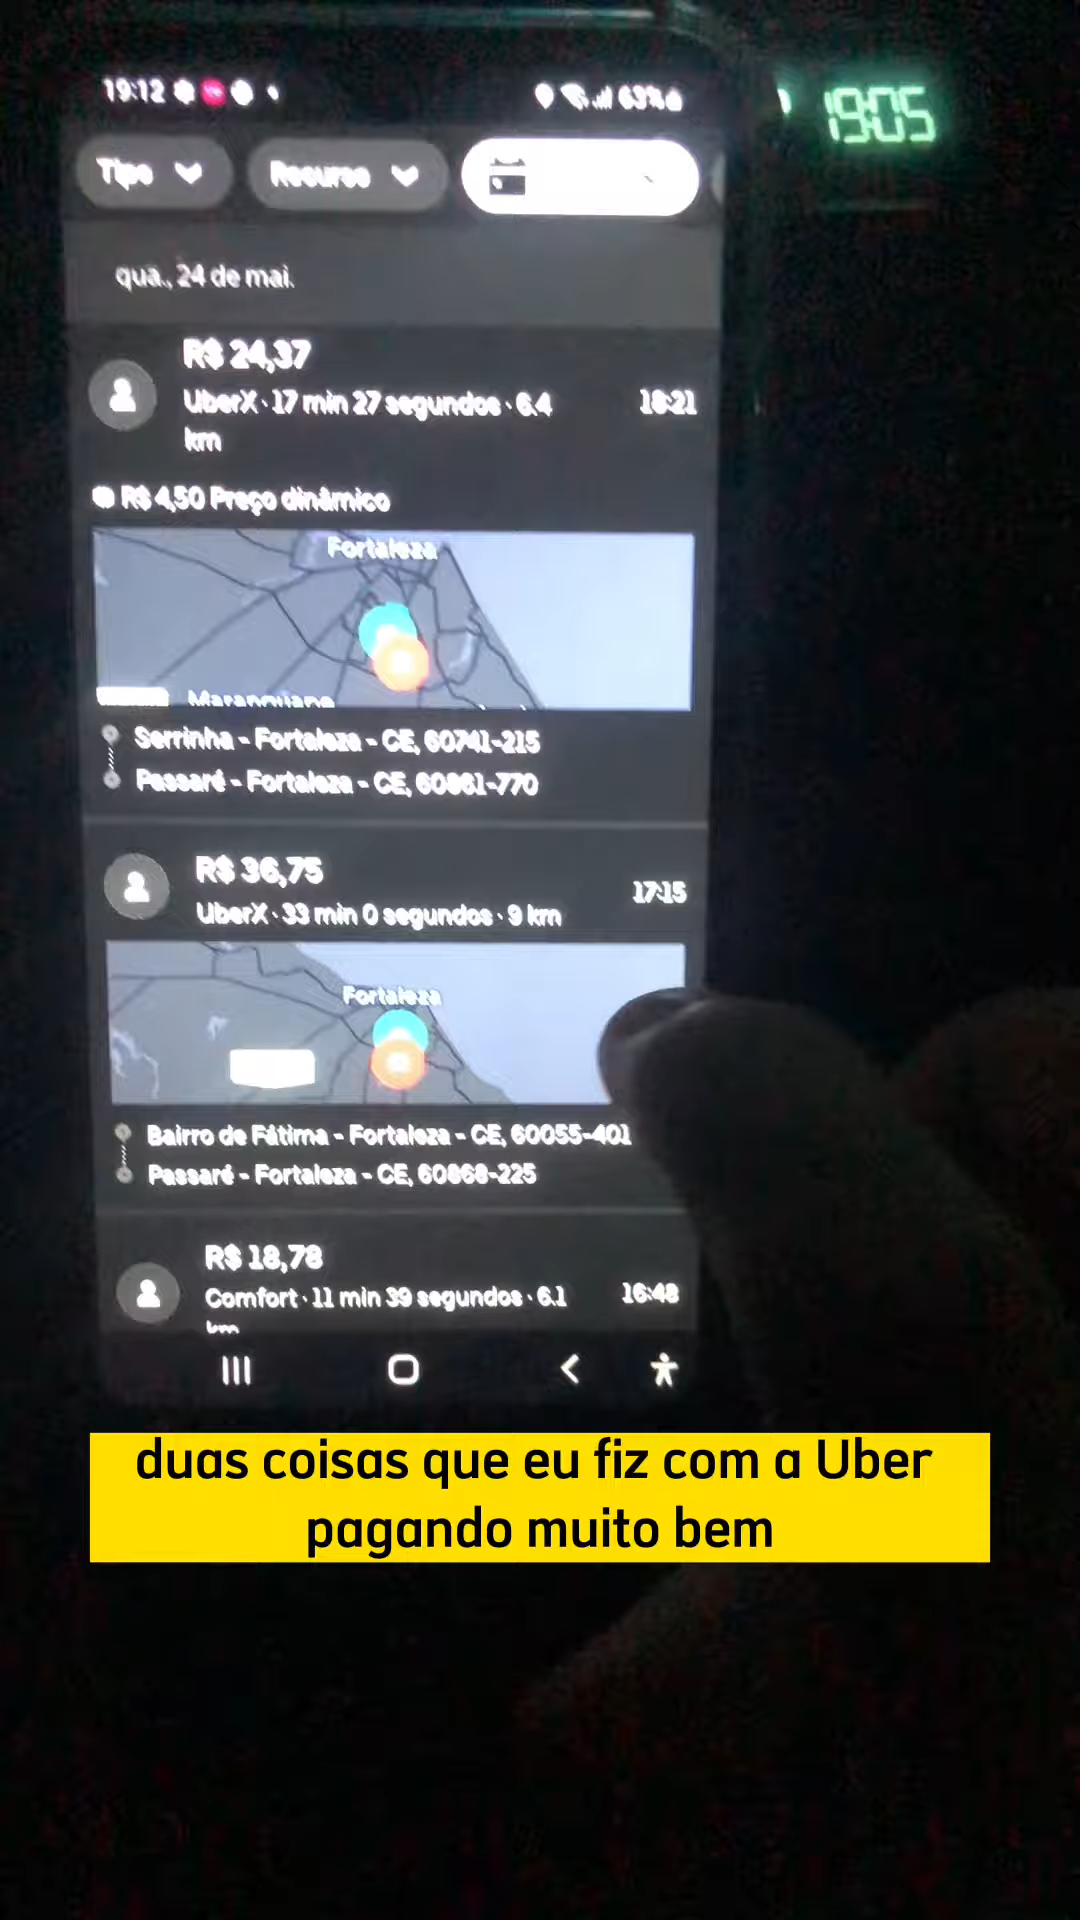 19:12
63%
19:05
Tipo
Recurso
qua., 24 de mai.
R$ 24,37
UberX · 17 min 27 segundos · 6.4
km
18:21
R$ 4,50 Preço dinâmico
Fortaleza
Maranguape
Serrinha - Fortaleza - CE, 60741-215
Passaré - Fortaleza - CE, 60861-770
R$ 36,75
UberX · 33 min 0 segundos · 9 km
17:15
Fortaleza
Bairro de Fátima - Fortaleza - CE, 60055-401
Passaré - Fortaleza - CE, 60868-225
R$ 18,78
Comfort · 11 min 39 segundos · 6.1
km
16:48
duas coisas que eu fiz com a Uber
pagando muito bem